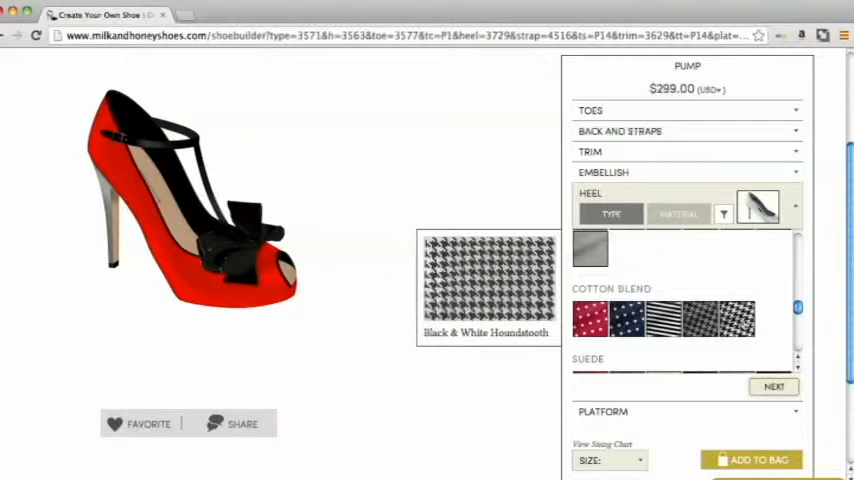 Create Your Own Shoe |
www.milkandhoneyshoes.com/shoebuilder?type=3571&h=3563&toe=3577&tc=P1&heel=3729&strap=4516&ts=P14&trim=3629&tt=P14&plat=...
PUMP
$299.00 (USD▾)
TOES
BACK AND STRAPS
TRIM
EMBELLISH
HEEL
TYPE
MATERIAL
COTTON BLEND
Black & White Houndstooth
SUEDE
NEXT
PLATFORM
FAVORITE
SHARE
View Sizing Chart
SIZE:
ADD TO BAG